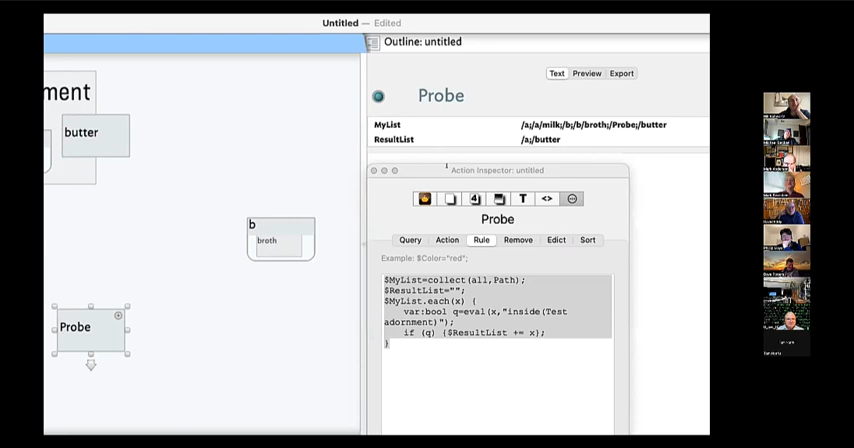 Untitled — Edited
Outline: untitled
Text Preview Export
Probe
MyList /a;/a/milk;/b;/b/broth;/Probe;/butter
ResultList /a;/butter
Action Inspector: untitled
T <>
Probe
Query Action Rule Remove Edict Sort
Example: $Color="red";
$MyList=collect(all,Path);
$ResultList="";
$MyList.each(x) {
var:bool q=eval(x,"inside(Test
adornment)");
if (q) {$ResultList += x};
}
ment
butter
b
broth
Probe